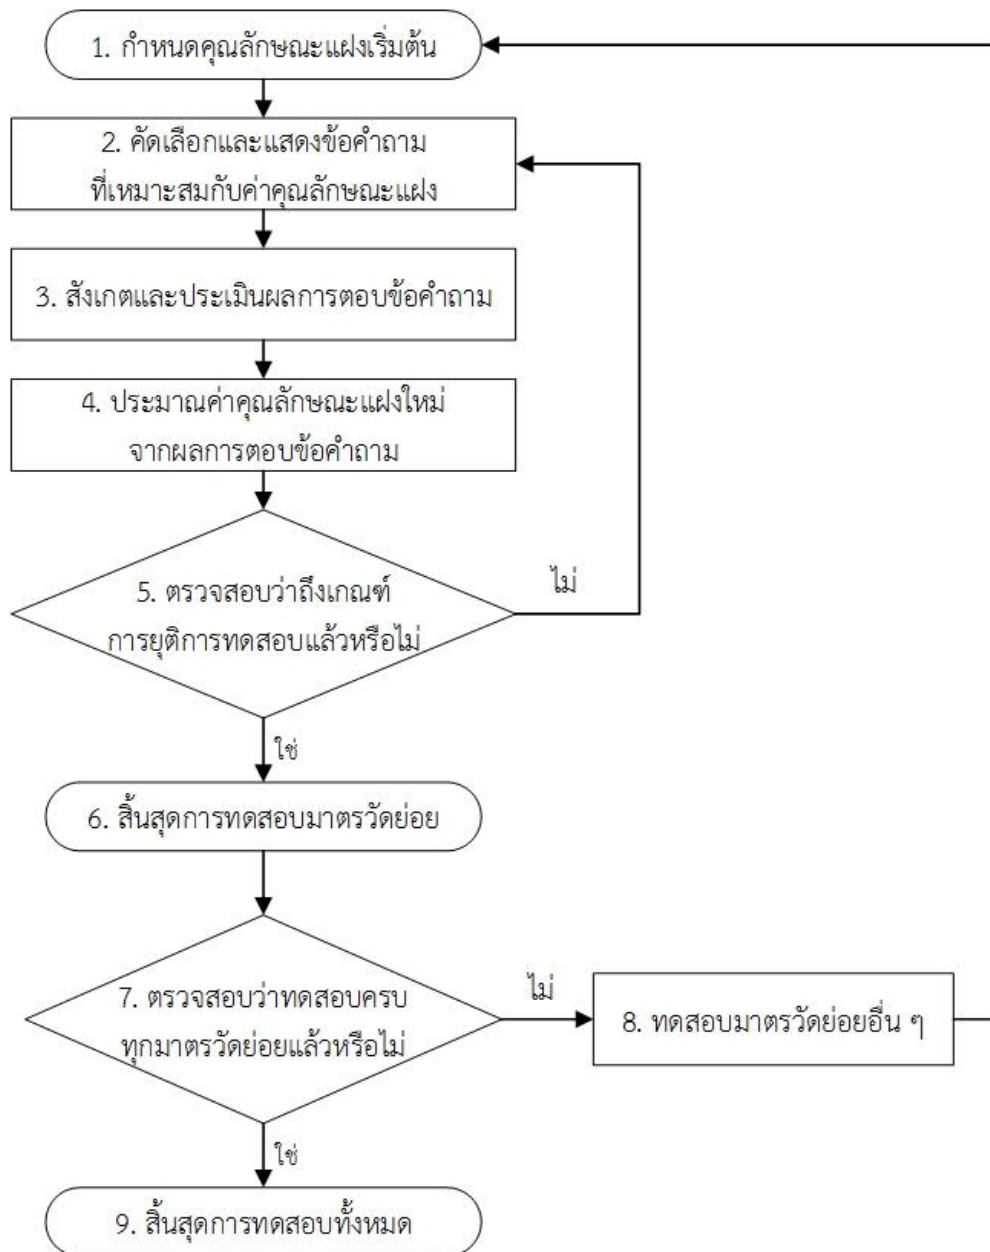 1. กำหนดคุณลักษณะแฝงเริ่มต้น
2. คัดเลือกและแสดงข้อคำถาม
ที่เหมาะสมกับค่าคุณลักษณะแฝง
3. สังเกตและประเมินผลการตอบข้อคำถาม
4. ประมาณค่าคุณลักษณะแฝงใหม่
จากผลการตอบข้อคำถาม
5. ตรวจสอบว่าถึงเกณฑ์
การยุติการทดสอบแล้วหรือไม่
ไม่
ใช่
6. สิ้นสุดการทดสอบมาตรวัดย่อย
7. ตรวจสอบว่าทดสอบครบ
ทุกมาตรวัดย่อยแล้วหรือไม่
ไม่
8. ทดสอบมาตรวัดย่อยอื่น ๆ
ใช่
9. สิ้นสุดการทดสอบทั้งหมด